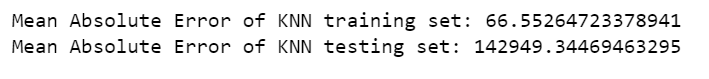 Mean Absolute Error of KNN training set: 66.55264723378941
Mean Absolute Error of KNN testing set: 142949.34469463295